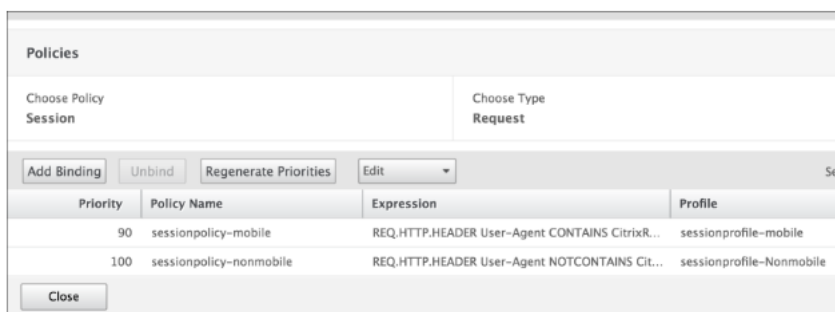 Policies
Choose Policy
Choose Type
Session
Request
Add Binding
Unbind
Regenerate Priorities
Edit
Se
Priority
Policy Name
Expression
Profile
90
sessionpolicy-mobile
REQ.HTTP.HEADER User-Agent CONTAINS CitrixR...
sessionprofile-mobile
100
sessionpolicy-nonmobile
REQ.HTTP.HEADER User-Agent NOTCONTAINS Cit...
sessionprofile-Nonmobile
Close